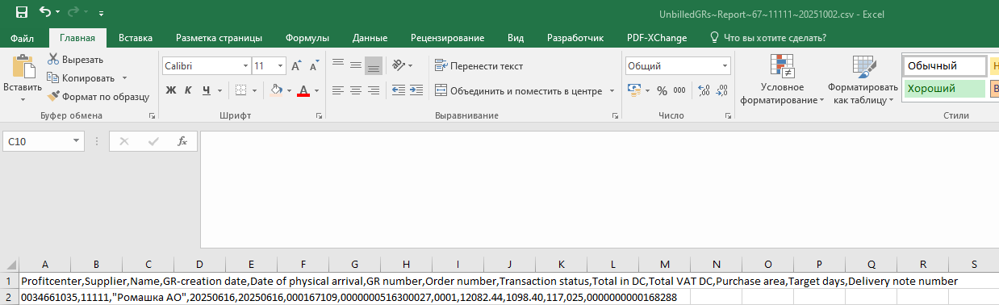 UnbilledGRs~Report~67~11111~20251002.csv - Excel
Файл Главная Вставка Разметка страницы Формулы Данные Рецензирование Вид Разработчик PDF-XChange Что вы хотите сделать?
Вставить
Вырезать
Копировать
Формат по образцу
Буфер обмена
Calibri 11
Ж К Ч А
Шрифт
Перенести текст
Объединить и поместить в центре
Выравнивание
Общий
% 000
Число
Условное форматирование
Форматировать как таблицу
Обычный
Хороший
Стили
C10
fx
A B C D E F G H I J K L M N O P Q R S
1 Profitcenter,Supplier,Name,GR-creation date,Date of physical arrival,GR number,Order number,Transaction status,Total in DC,Total VAT DC,Purchase area,Target days,Delivery note number
2 0034661035,11111,"Ромашка АО",20250616,20250616,000167109,0000000516300027,0001,12082.44,1098.40,117,025,0000000000168288